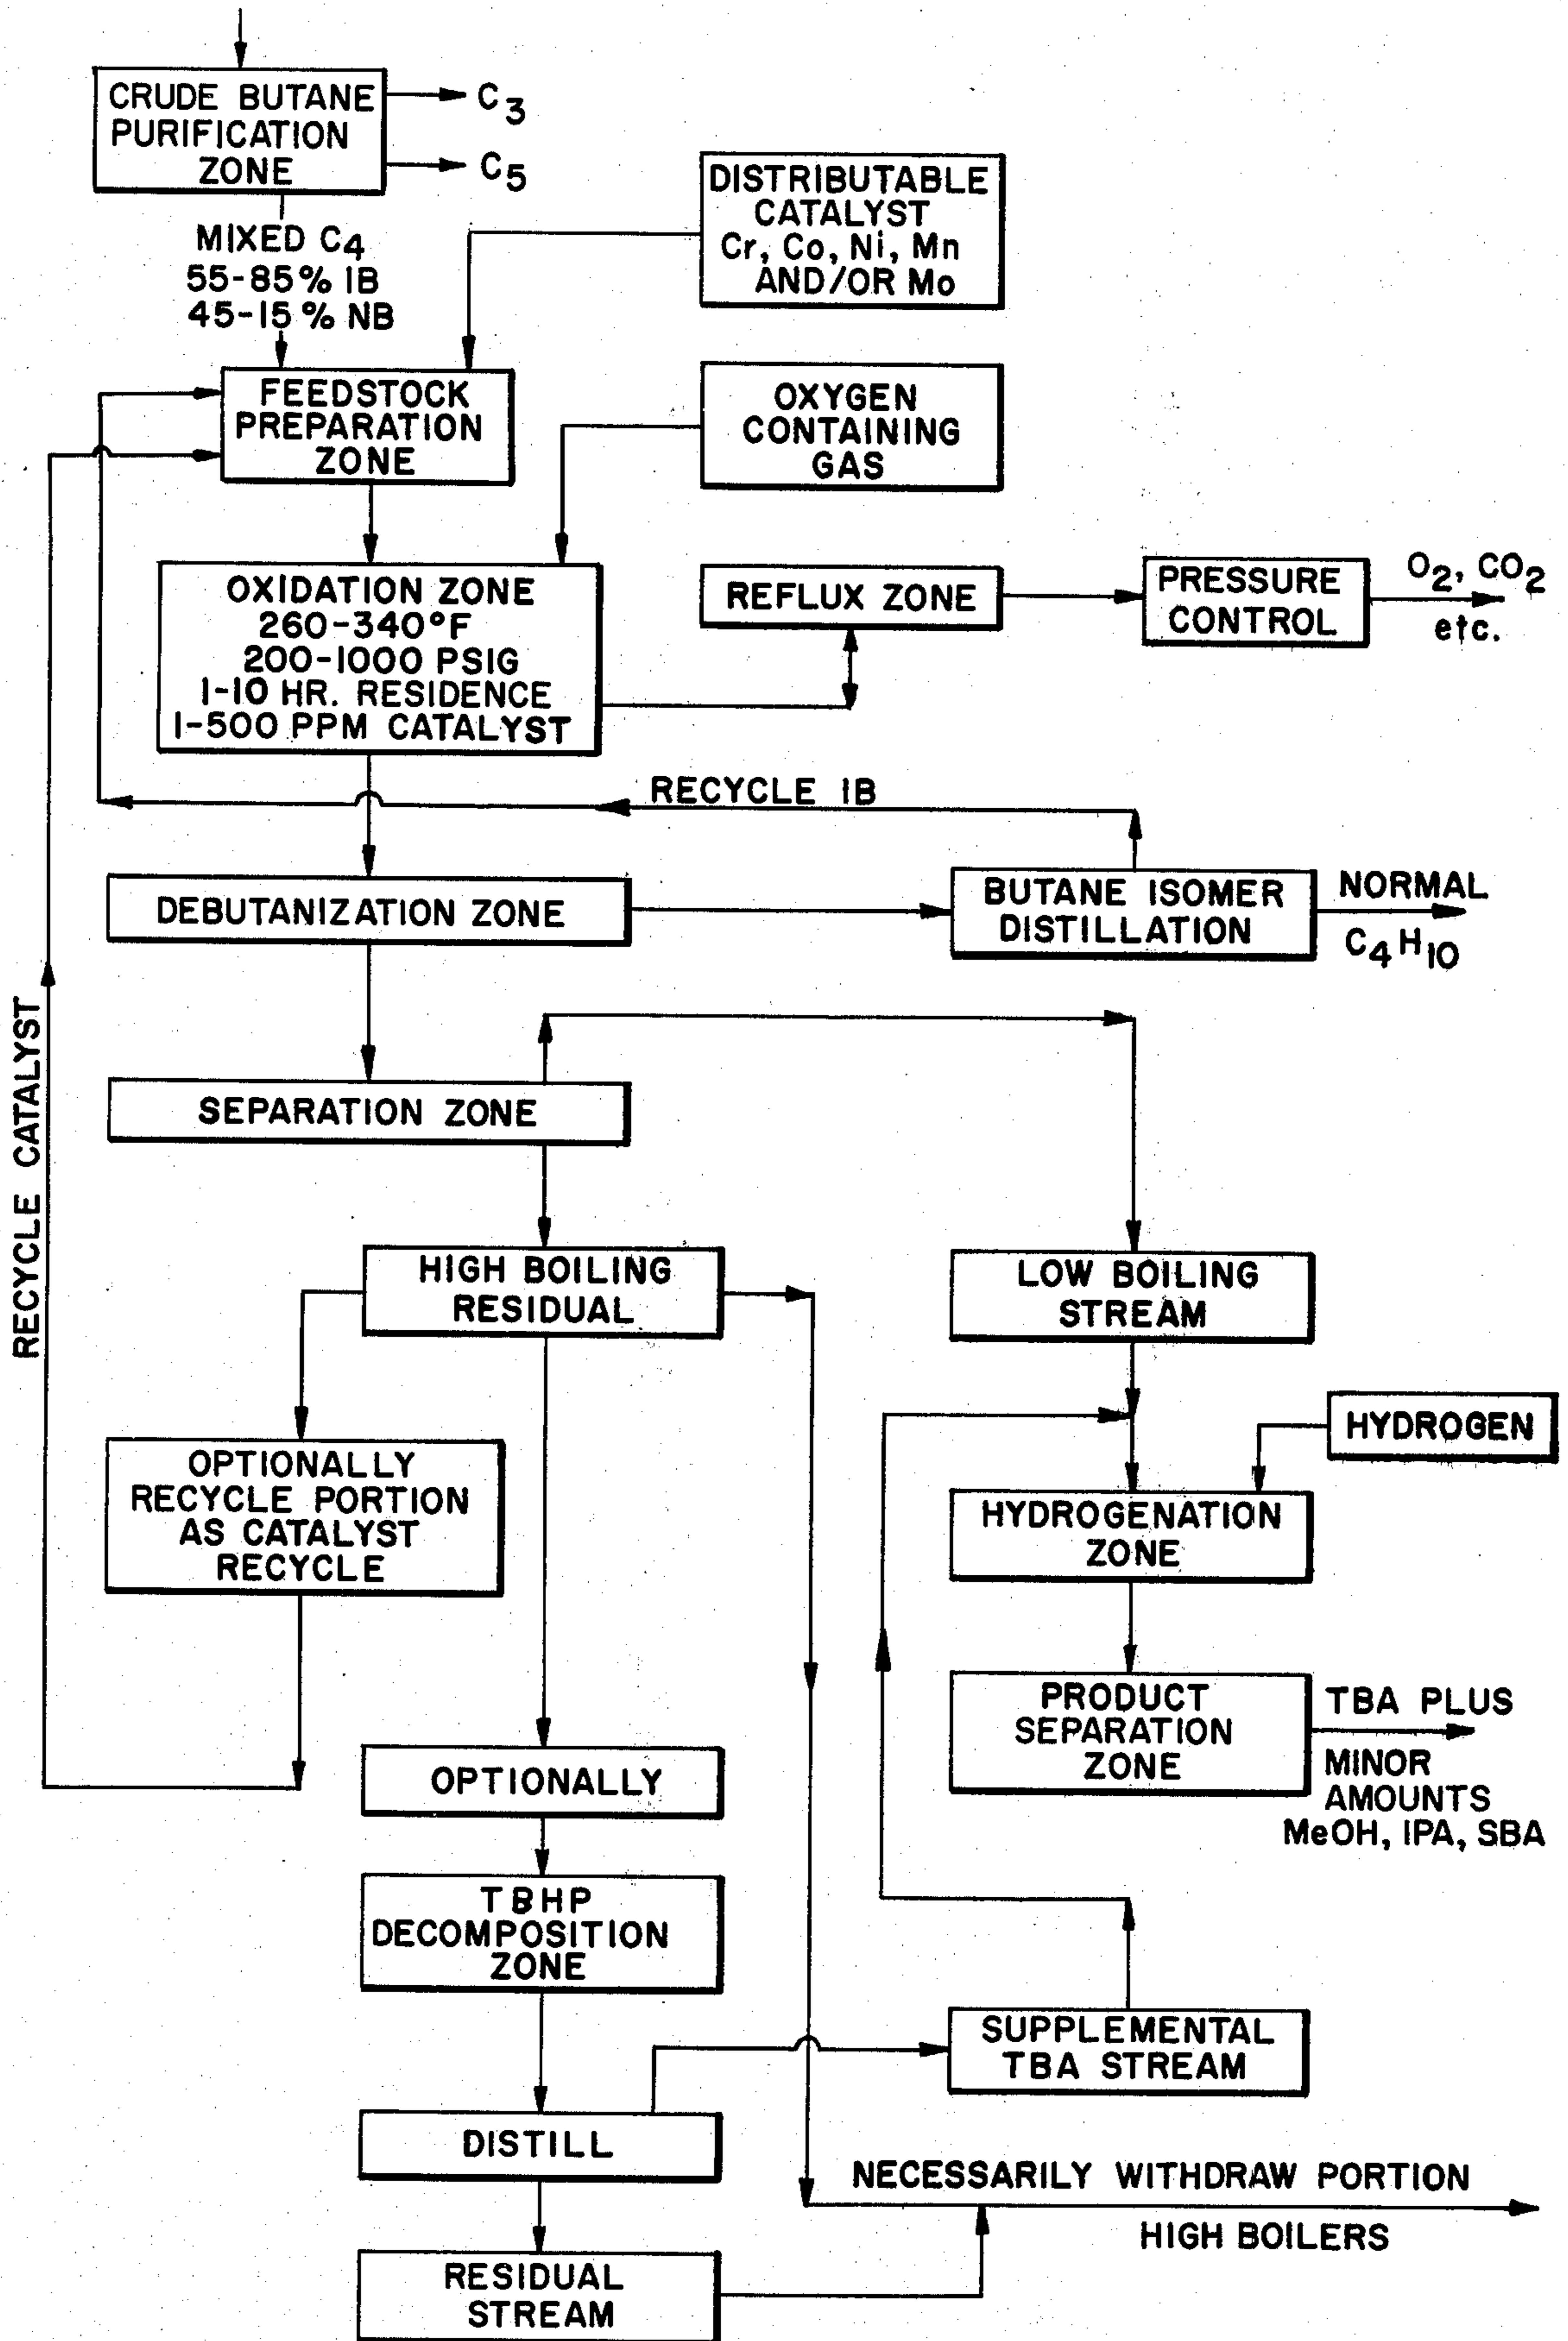 CRUDE BUTANE
PURIFICATION
ZONE
C3
C5
MIXED C4
55-85% IB
45-15% NB
DISTRIBUTABLE
CATALYST
Cr, Co, Ni, Mn
AND/OR Mo
FEEDSTOCK
PREPARATION
ZONE
OXYGEN
CONTAINING
GAS
OXIDATION ZONE
260-340°F
200-1000 PSIG
1-10 HR. RESIDENCE
1-500 PPM CATALYST
REFLUX ZONE
PRESSURE
CONTROL
O2, CO2
etc.
RECYCLE IB
DEBUTANIZATION ZONE
BUTANE ISOMER
DISTILLATION
NORMAL
C4H10
RECYCLE CATALYST
SEPARATION ZONE
HIGH BOILING
RESIDUAL
LOW BOILING
STREAM
HYDROGEN
OPTIONALLY
RECYCLE PORTION
AS CATALYST
RECYCLE
HYDROGENATION
ZONE
PRODUCT
SEPARATION
ZONE
TBA PLUS
MINOR
AMOUNTS
MeOH, IPA, SBA
OPTIONALLY
TBHP
DECOMPOSITION
ZONE
SUPPLEMENTAL
TBA STREAM
DISTILL
NECESSARILY WITHDRAW PORTION
HIGH BOILERS
RESIDUAL
STREAM